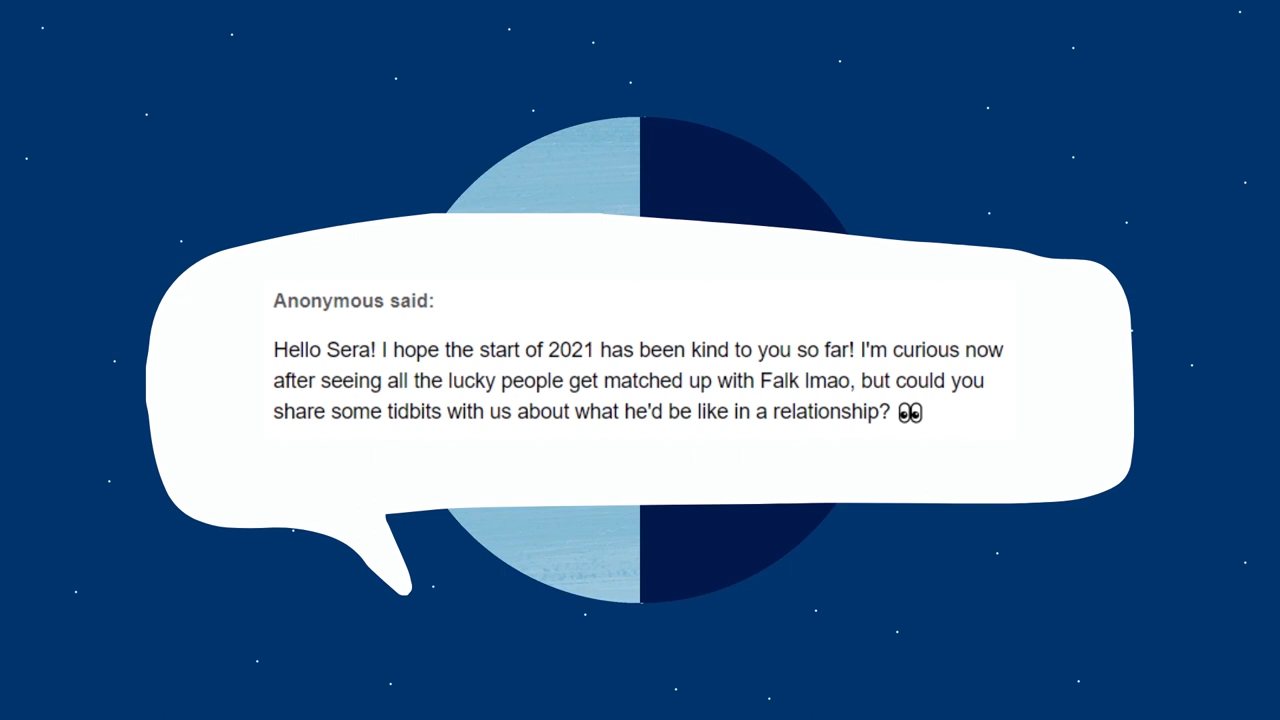 Anonymous said:
Hello Sera! I hope the start of 2021 has been kind to you so far! I'm curious now
after seeing all the lucky people get matched up with Falk lmao, but could you
share some tidbits with us about what he'd be like in a relationship? 👀